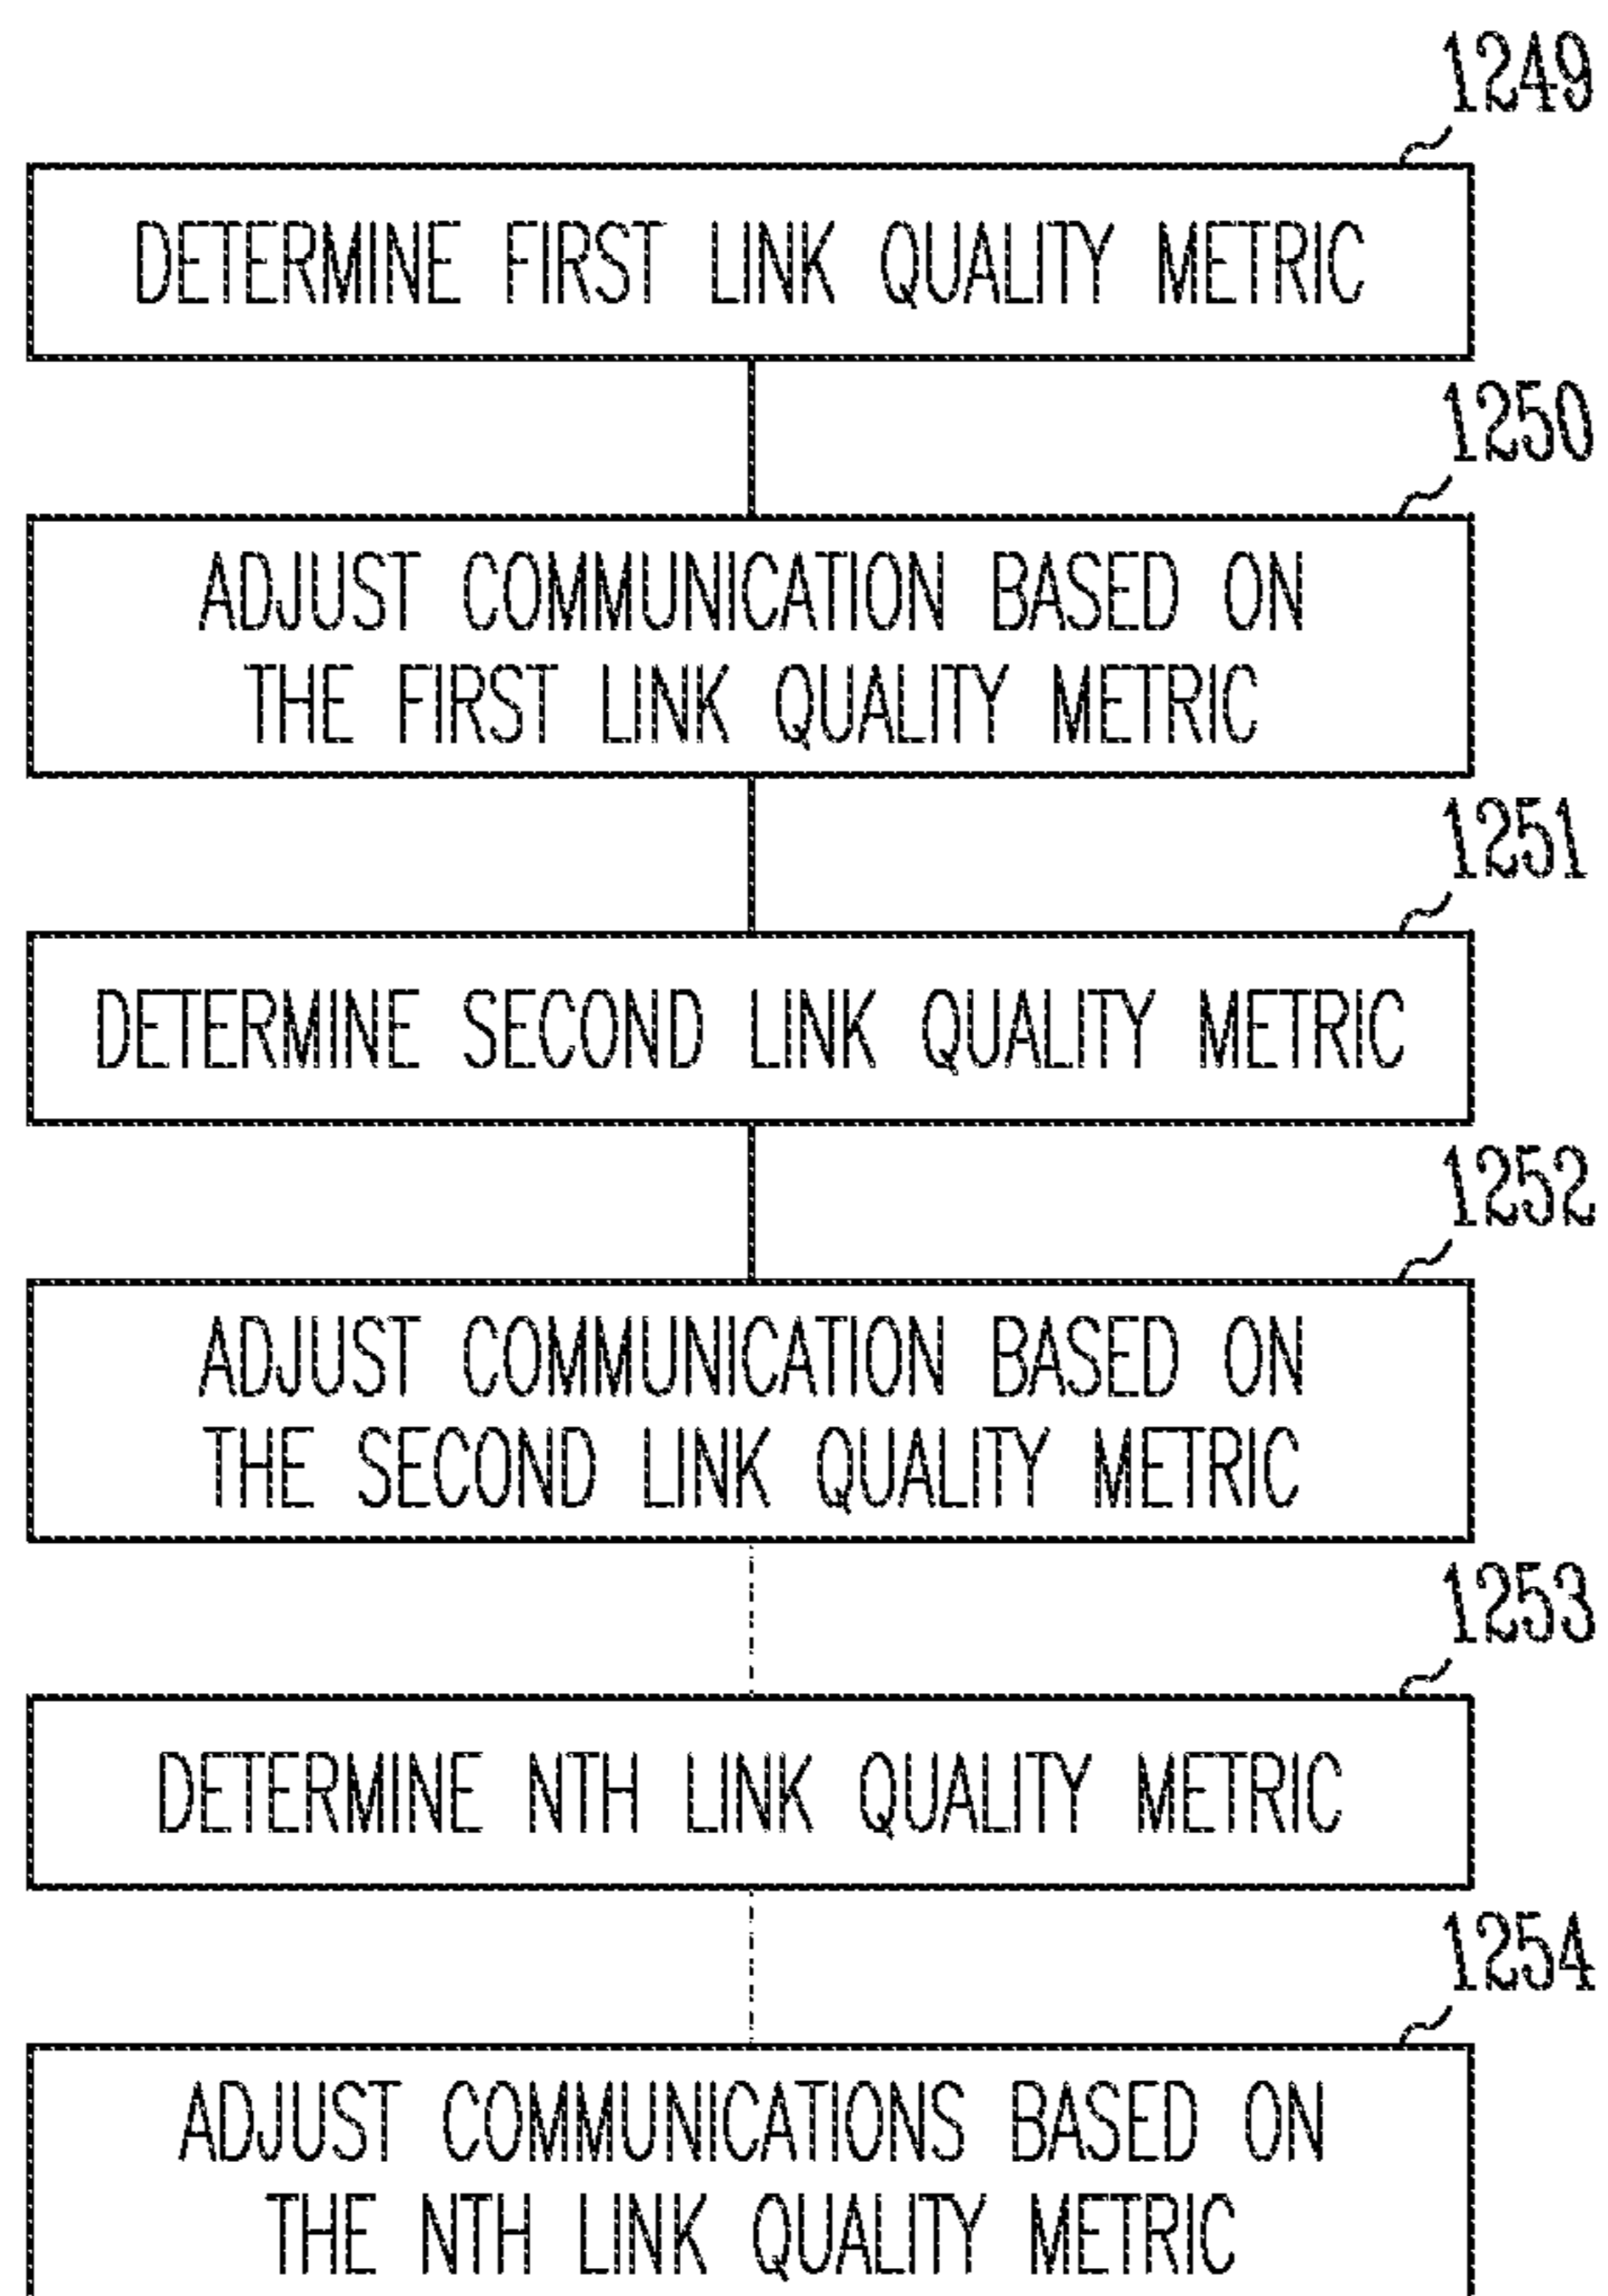 1249
DETERMINE FIRST LINK QUALITY METRIC
1250
ADJUST COMMUNICATION BASED ON
THE FIRST LINK QUALITY METRIC
1251
DETERMINE SECOND LINK QUALITY METRIC
1252
ADJUST COMMUNICATION BASED ON
THE SECOND LINK QUALITY METRIC
1253
DETERMINE NTH LINK QUALITY METRIC
1254
ADJUST COMMUNICATIONS BASED ON
THE NTH LINK QUALITY METRIC